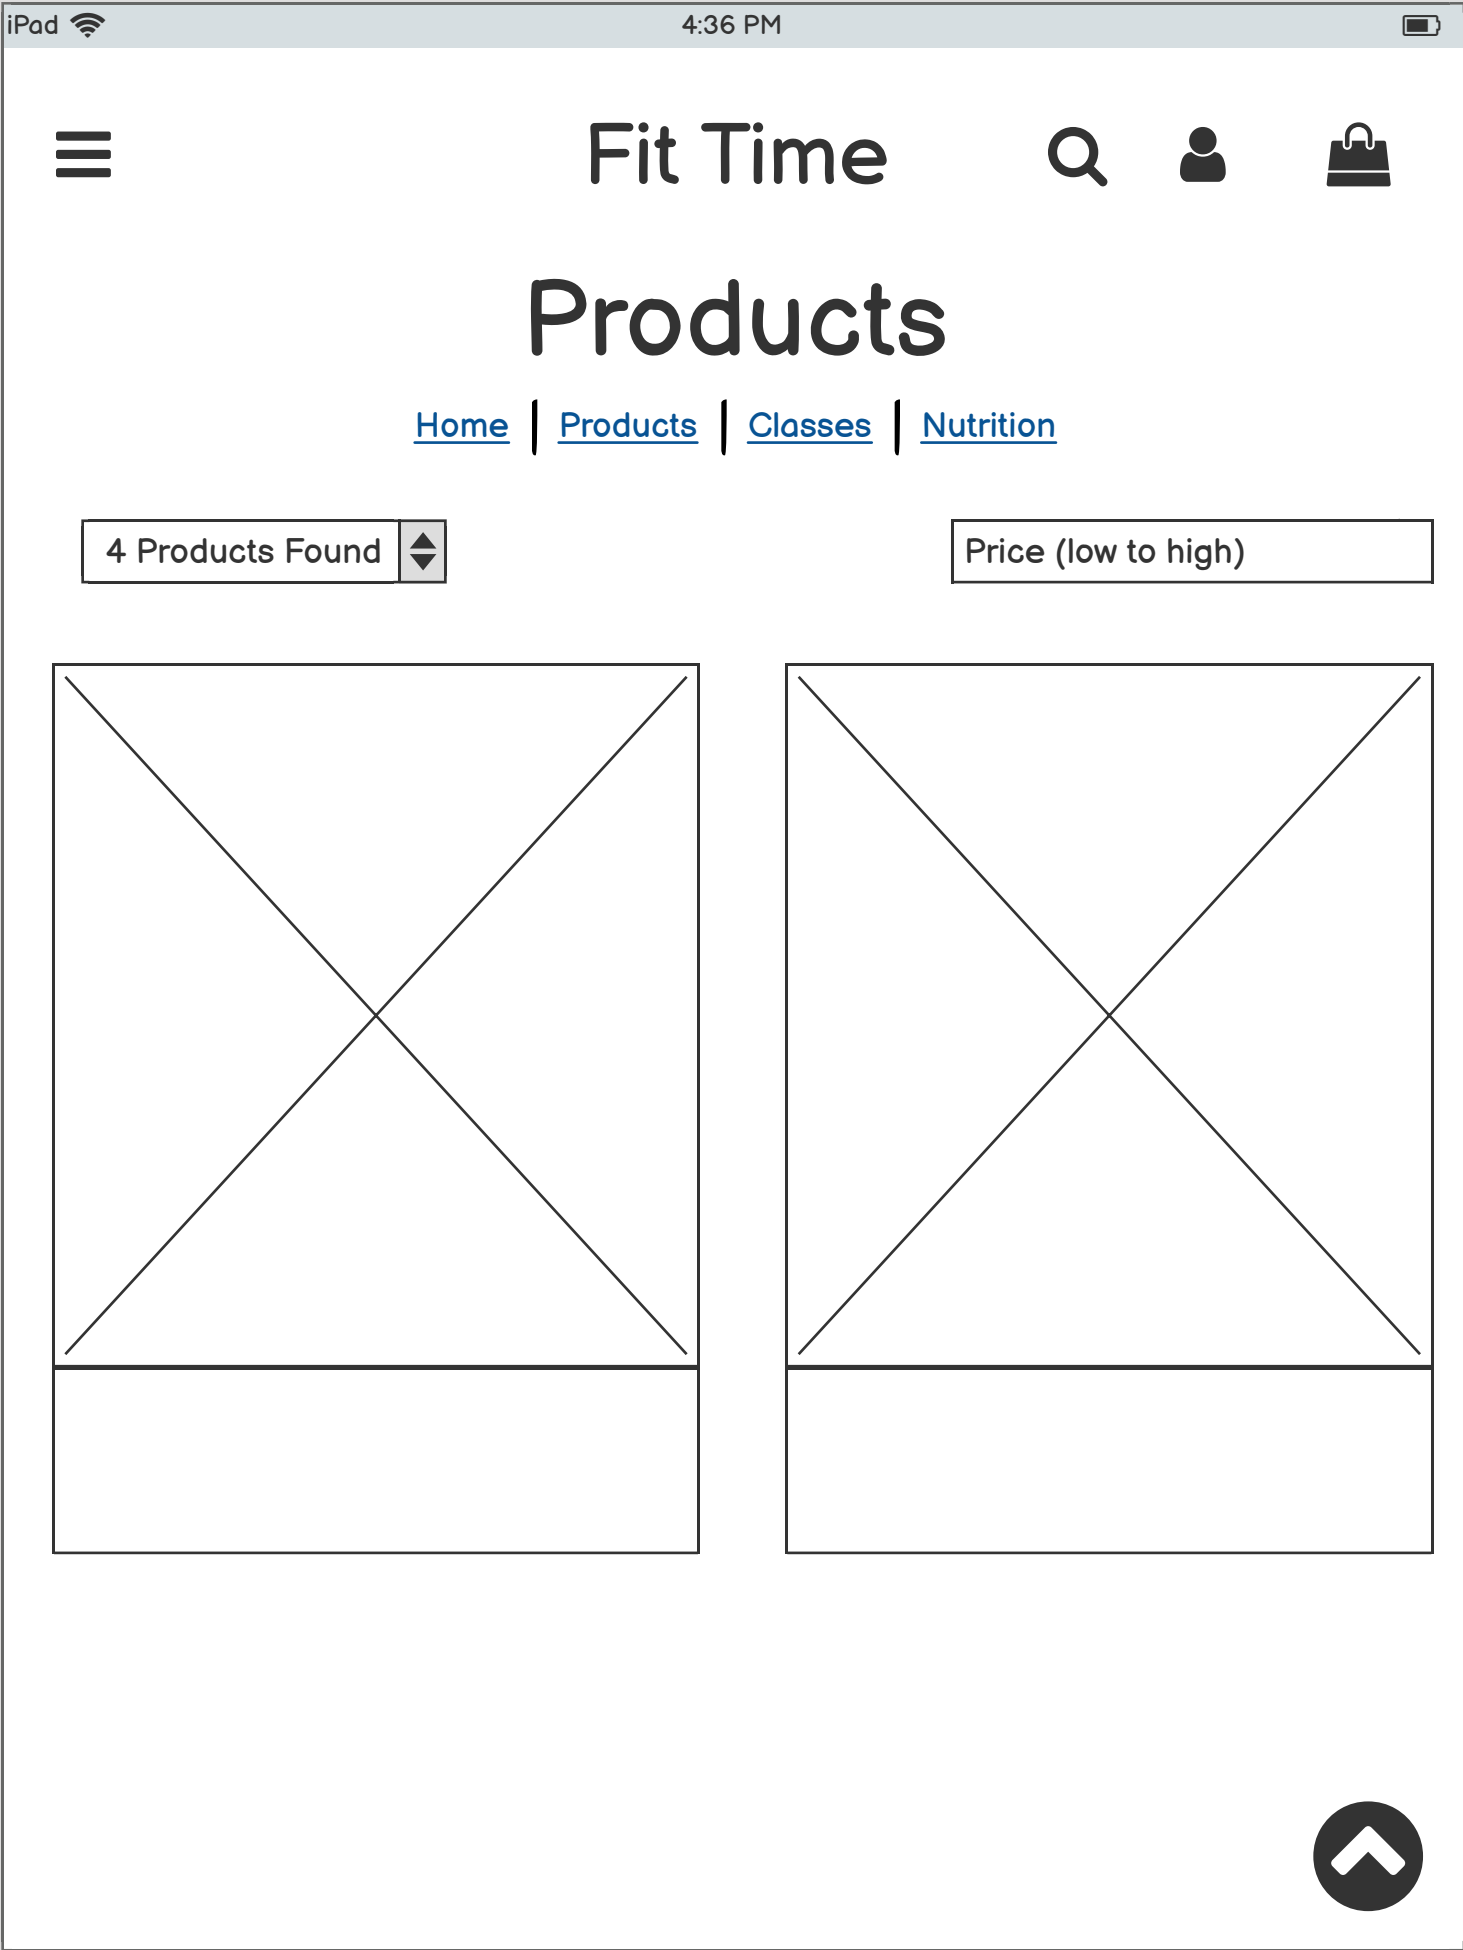 iPad 4:36 PM
Fit Time
Products
Home Products Classes Nutrition
4 Products Found Price (low to high)